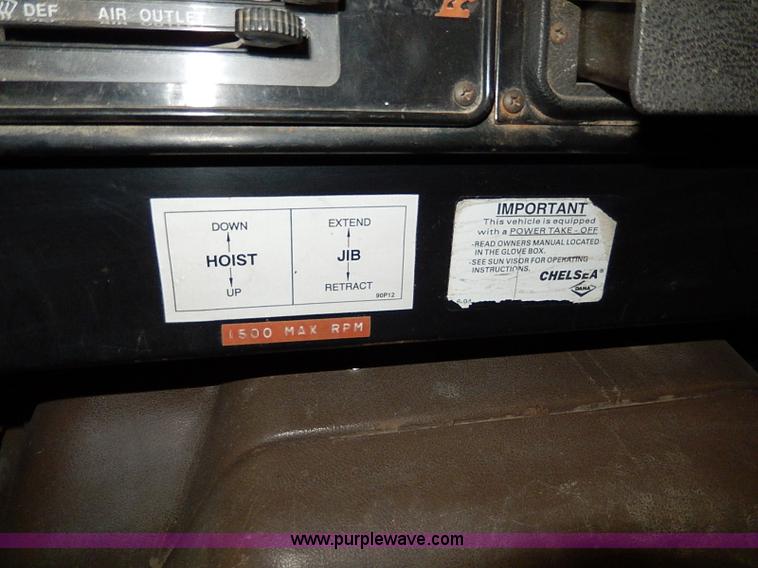 DEF AIR OUTLET
DOWN
HOIST
UP
EXTEND
JIB
RETRACT
90P12
1500 MAX RPM
IMPORTANT
This vehicle is equipped
with a POWER TAKE-OFF
-READ OWNERS MANUAL LOCATED
IN THE GLOVE BOX.
-SEE SUN VISOR FOR OPERATING
INSTRUCTIONS.
CHELSEA®
DANA
www.purplewave.com